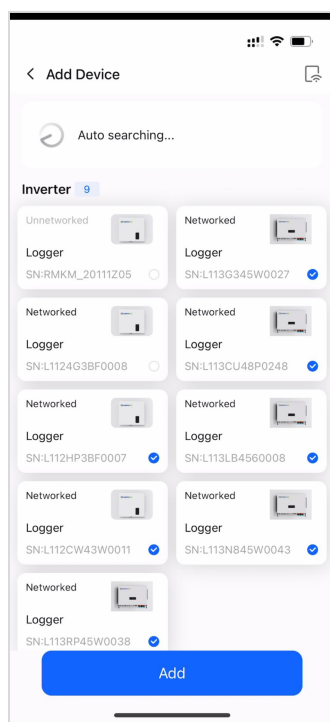 Add Device
Auto searching...
Inverter 9
Unnetworked
Logger
SN:RMKM_20111Z05
Networked
Logger
SN:L113G345W0027
Networked
Logger
SN:L1124G3BF0008
Networked
Logger
SN:L113CU48P0248
Networked
Logger
SN:L112HP3BF0007
Networked
Logger
SN:L113LB4560008
Networked
Logger
SN:L112CW43W0011
Networked
Logger
SN:L113N845W0043
Networked
Logger
SN:L113RP45W0038
Add